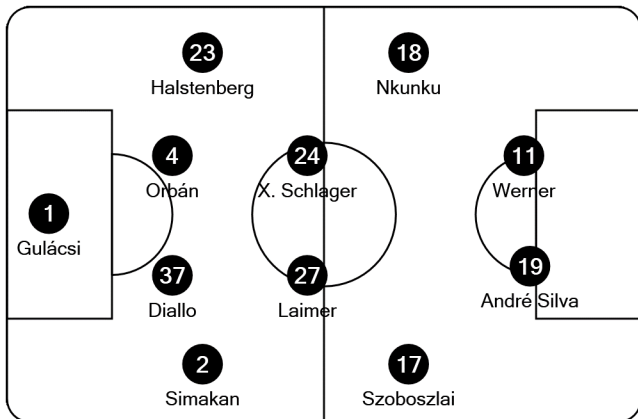 23
Halstenberg
18
Nkunku
4
Orbán
24
X. Schlager
11
Werner
1
Gulácsi
37
Diallo
27
Laimer
19
André Silva
2
Simakan
17
Szoboszlai